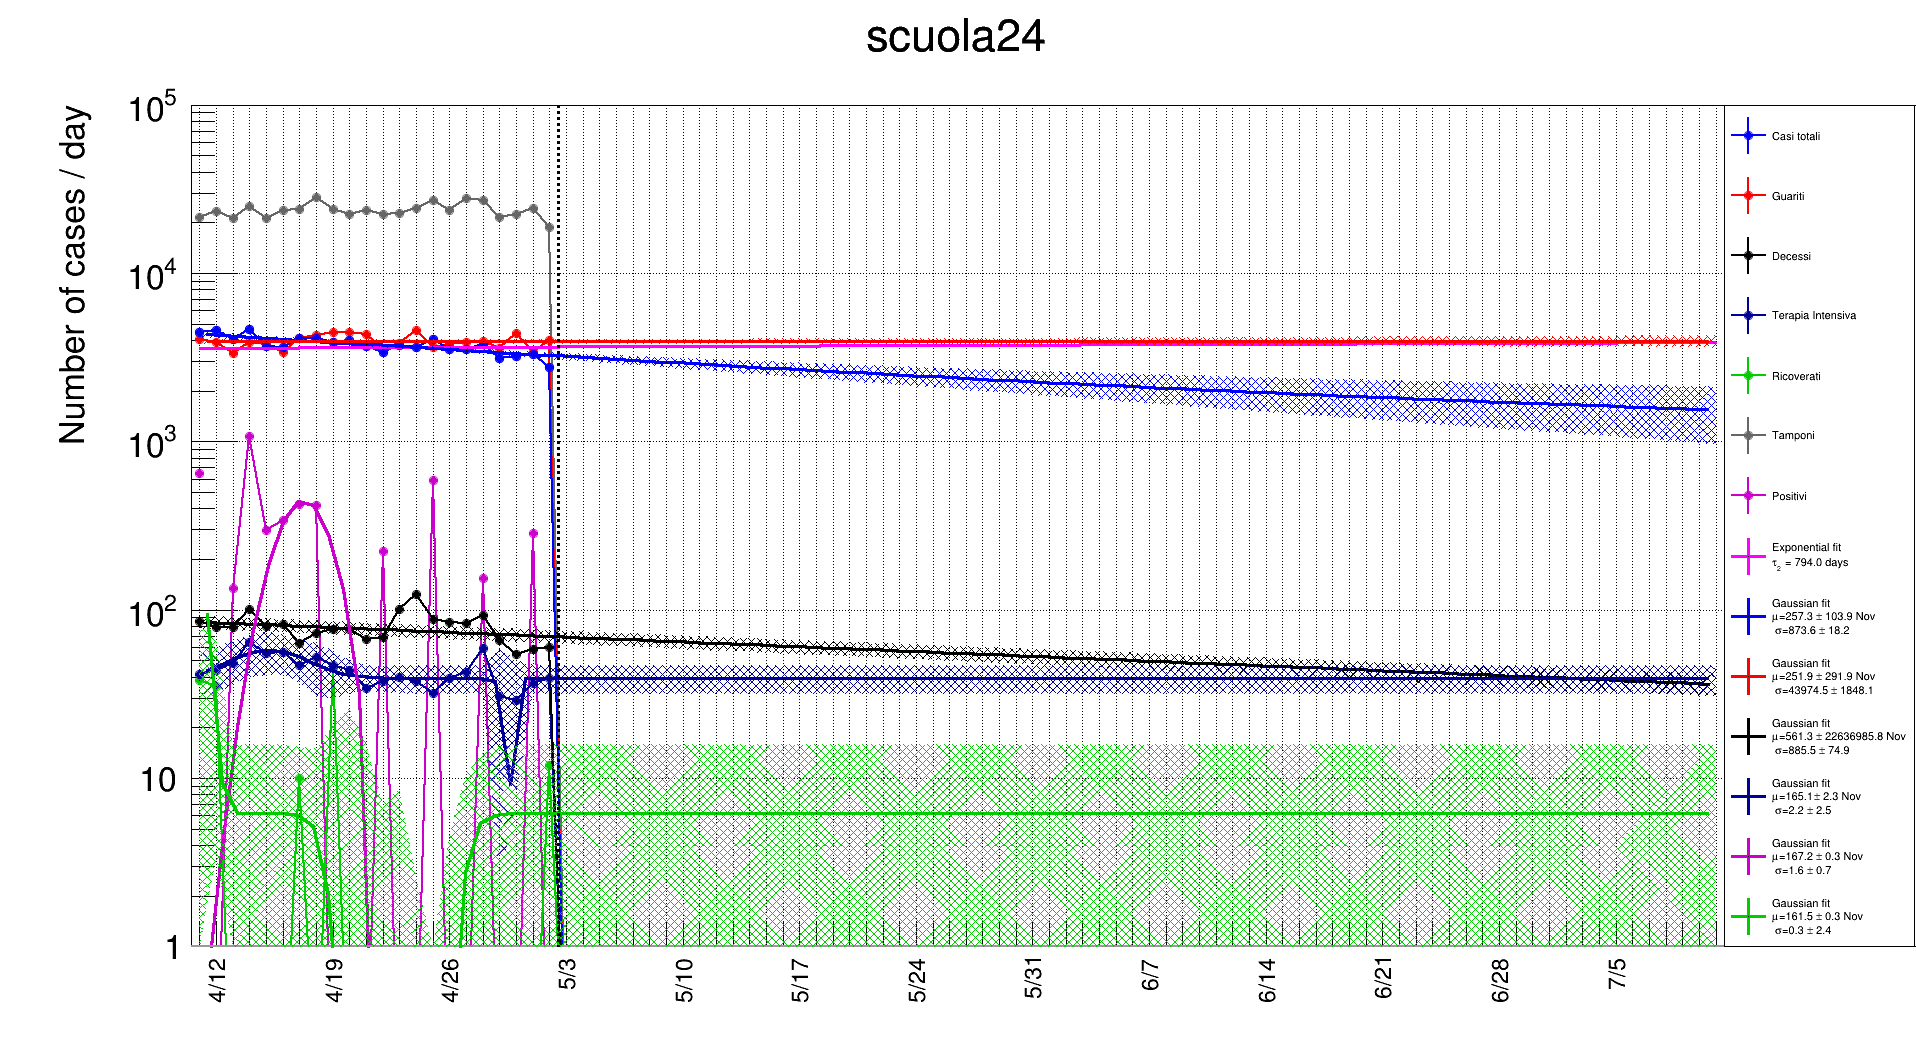 scuola24
Number of cases / day
10^5
10^4
10^3
10^2
10
1
4/12
4/19
4/26
5/3
5/10
5/17
5/24
5/31
6/7
6/14
6/21
6/28
7/5
Casi totali
Guariti
Decessi
Terapia Intensiva
Ricoverati
Tamponi
Positivi
Exponential fit
τ₂ = 794.0 days
Gaussian fit
μ=257.3 ± 103.9 Nov
σ=873.6 ± 18.2
Gaussian fit
μ=251.9 ± 291.9 Nov
σ=43974.5 ± 1848.1
Gaussian fit
μ=561.3 ± 22636985.8 Nov
σ=885.5 ± 74.9
Gaussian fit
μ=165.1 ± 2.3 Nov
σ=2.2 ± 2.5
Gaussian fit
μ=167.2 ± 0.3 Nov
σ=1.6 ± 0.7
Gaussian fit
μ=161.5 ± 0.3 Nov
σ=0.3 ± 2.4